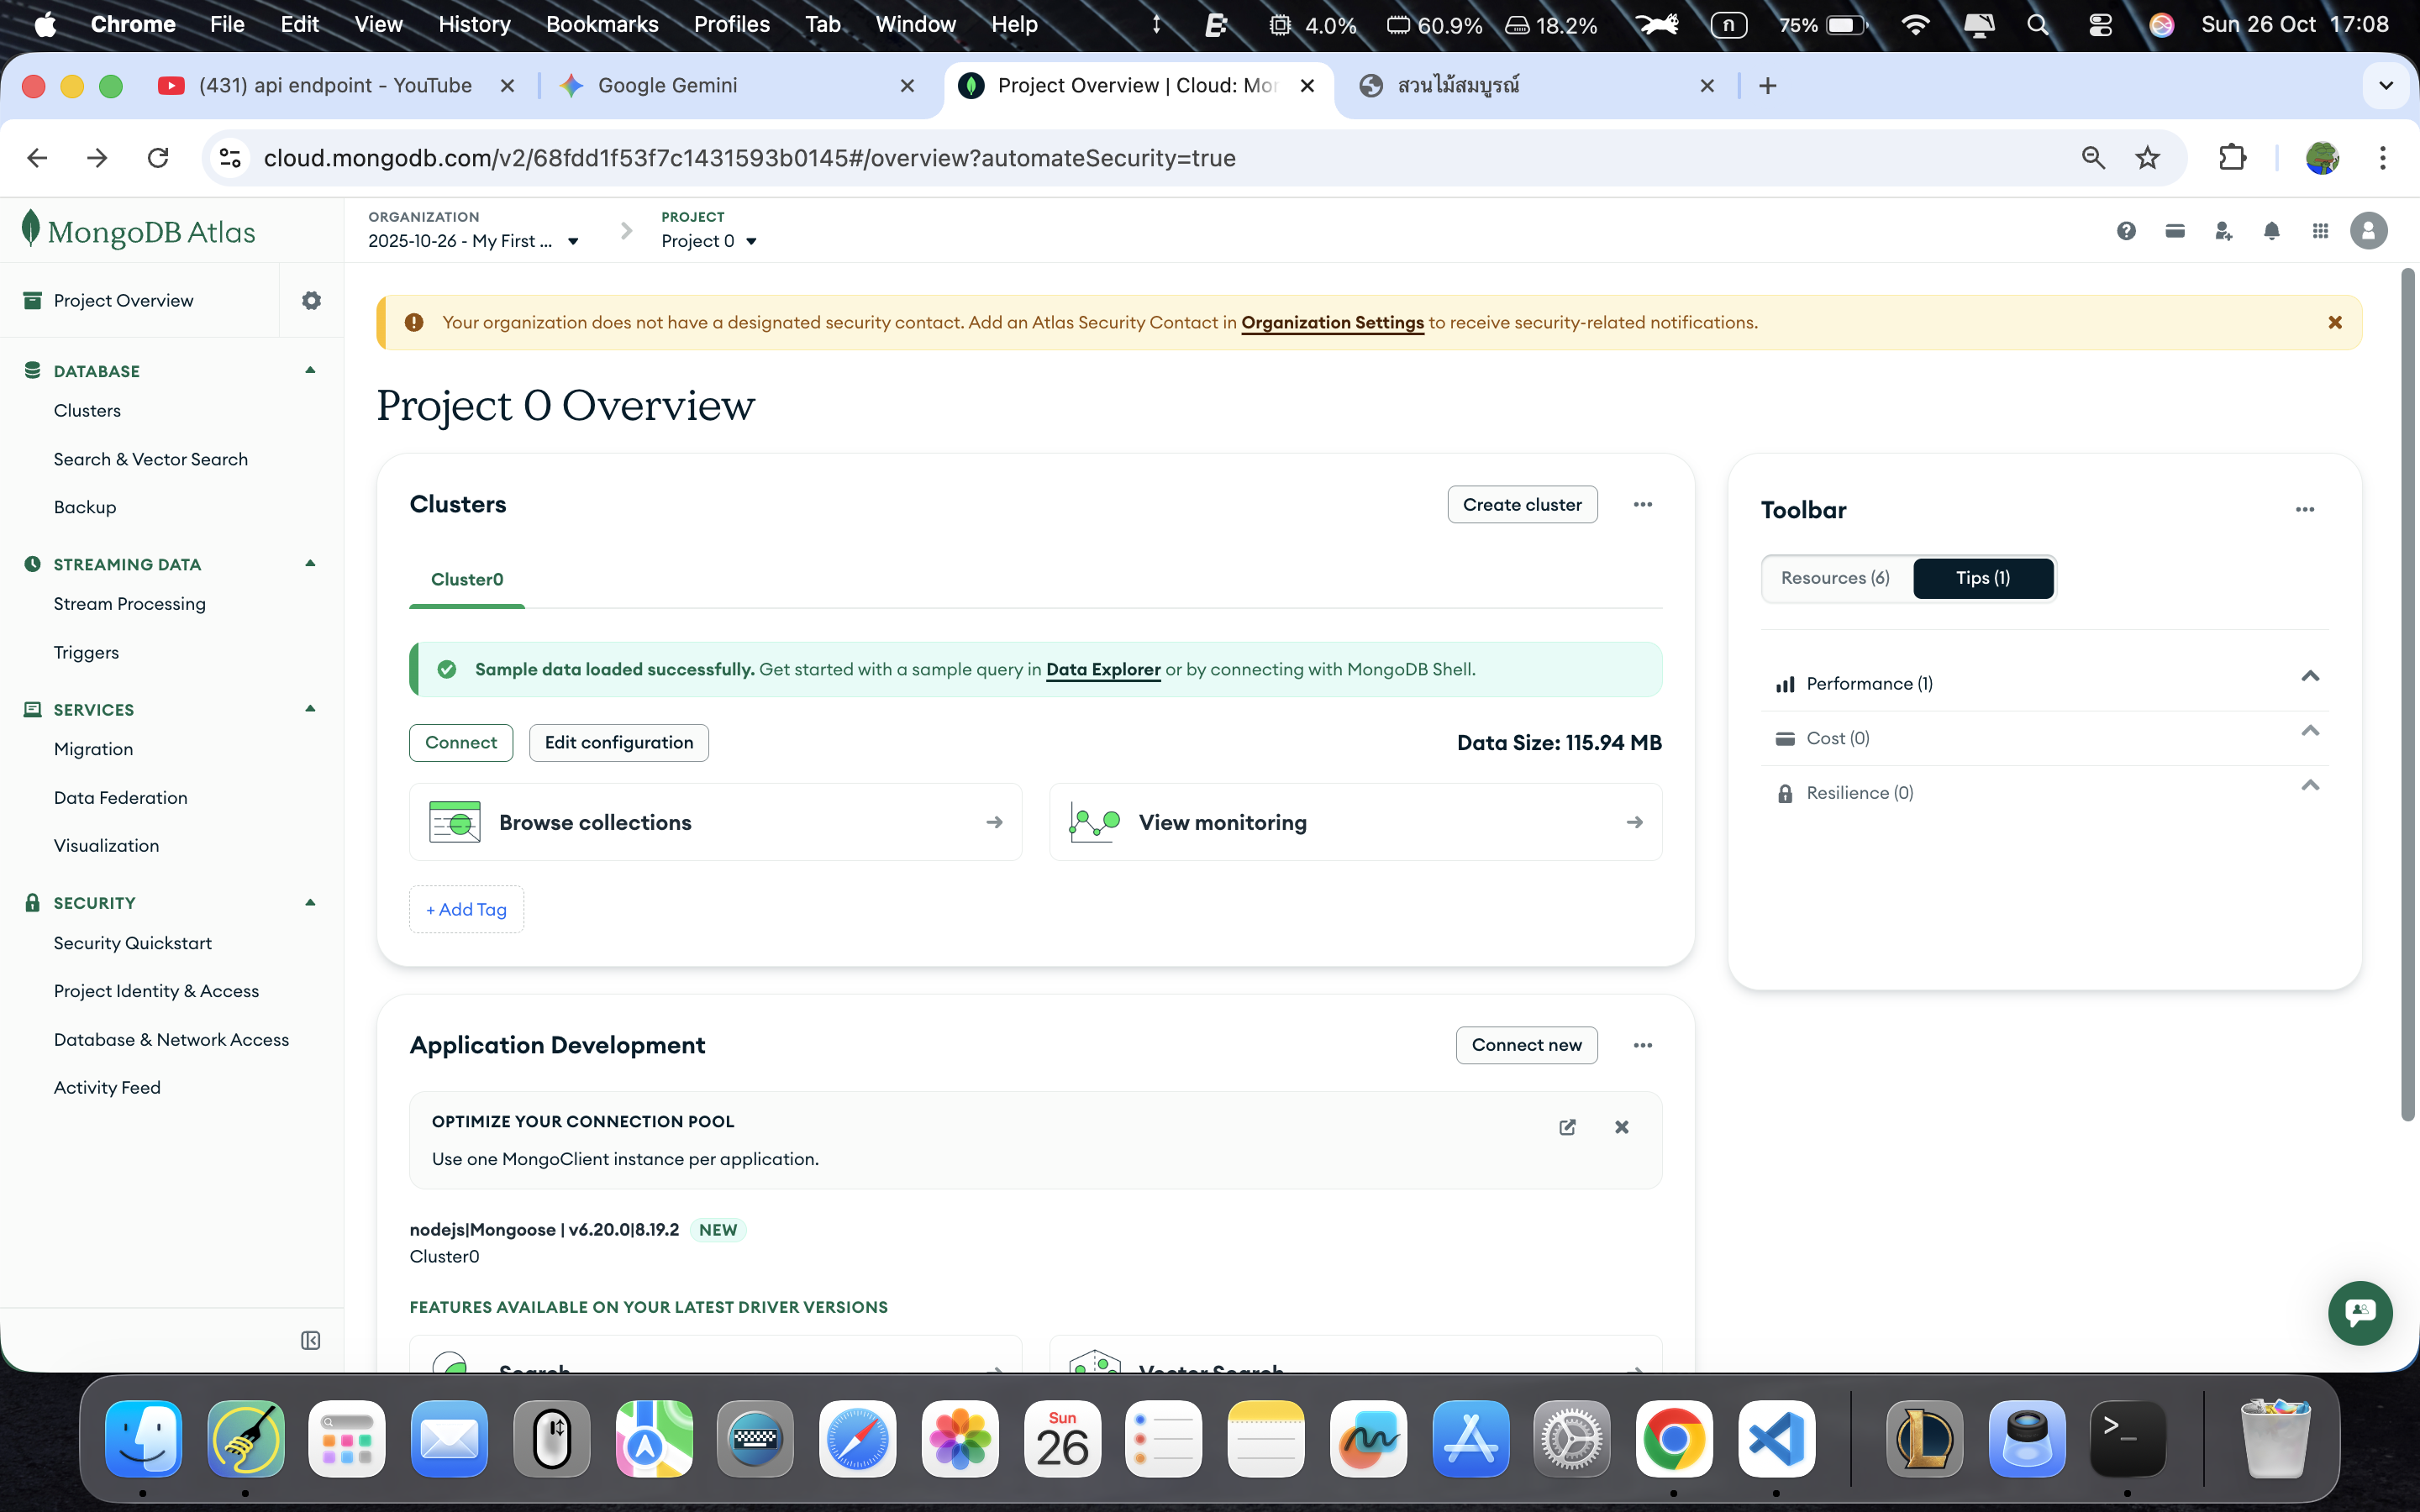 Chrome File Edit View History Bookmarks Profiles Tab Window Help 4.0% 60.9% 18.2% ก 75% Sun 26 Oct 17:08
(431) api endpoint - YouTube Google Gemini Project Overview | Cloud: Mon สวนไม้สมบูรณ์
cloud.mongodb.com/v2/68fdd1f53f7c1431593b0145#/overview?automateSecurity=true
MongoDB Atlas
ORGANIZATION
2025-10-26 - My First ...
PROJECT
Project 0
Project Overview
DATABASE
Clusters
Search & Vector Search
Backup
STREAMING DATA
Stream Processing
Triggers
SERVICES
Migration
Data Federation
Visualization
SECURITY
Security Quickstart
Project Identity & Access
Database & Network Access
Activity Feed
Your organization does not have a designated security contact. Add an Atlas Security Contact in Organization Settings to receive security-related notifications.
Project 0 Overview
Clusters
Create cluster
Cluster0
Sample data loaded successfully. Get started with a sample query in Data Explorer or by connecting with MongoDB Shell.
Connect
Edit configuration
Data Size: 115.94 MB
Browse collections
View monitoring
+ Add Tag
Application Development
Connect new
OPTIMIZE YOUR CONNECTION POOL
Use one MongoClient instance per application.
nodejs|Mongoose | v6.20.0|8.19.2 NEW
Cluster0
FEATURES AVAILABLE ON YOUR LATEST DRIVER VERSIONS
Search
Vector Search
Toolbar
Resources (6)
Tips (1)
Performance (1)
Cost (0)
Resilience (0)
Sun
26